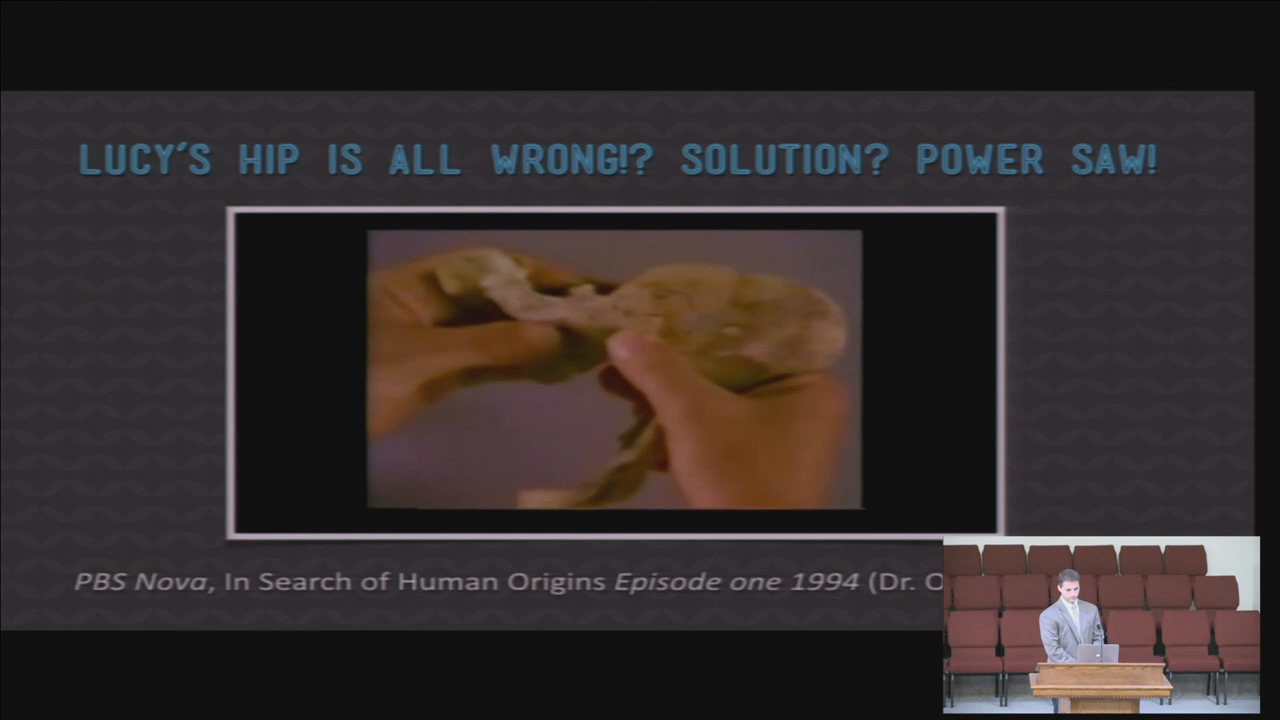 LUCY'S HIP IS ALL WRONG!? SOLUTION? POWER SAW!
PBS Nova, In Search of Human Origins Episode one 1994 (Dr.